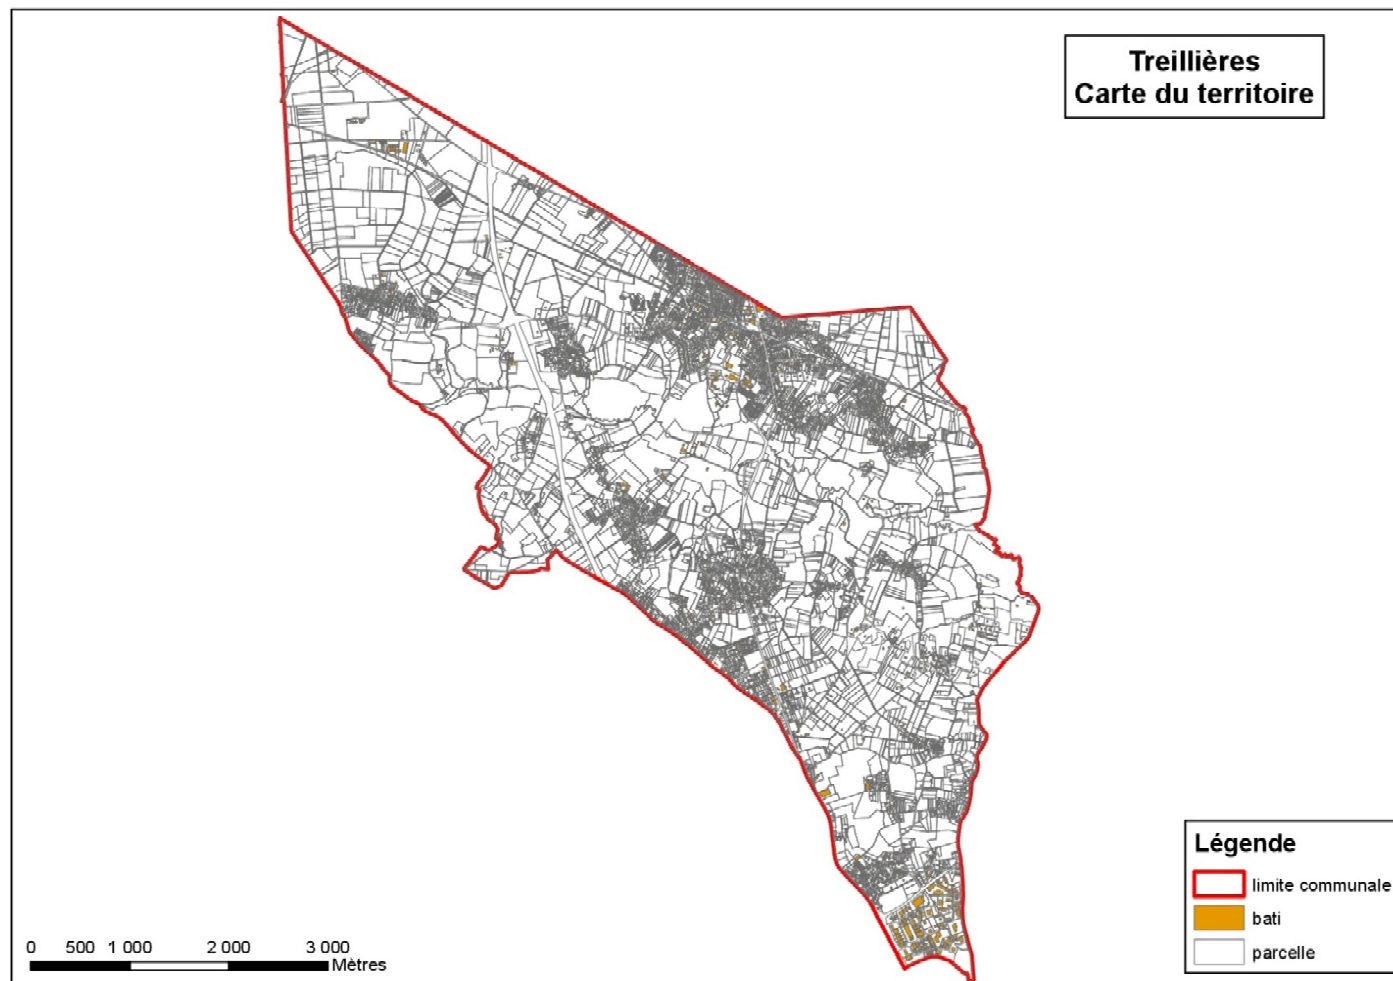 Treillières
Carte du territoire
Légende
limite communale
bati
parcelle
0 500 1 000 2 000 3 000
Mètres